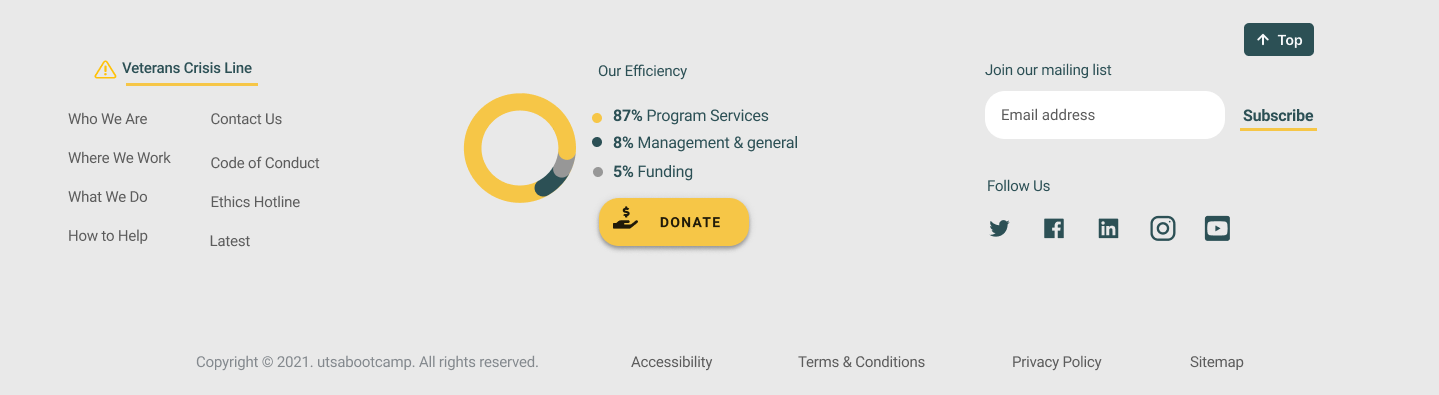 Top
Veterans Crisis Line
Who We Are
Where We Work
What We Do
How to Help
Contact Us
Code of Conduct
Ethics Hotline
Latest
Our Efficiency
87% Program Services
8% Management & general
5% Funding
DONATE
Join our mailing list
Email address
Subscribe
Follow Us
Copyright © 2021. utsabootcamp. All rights reserved.
Accessibility
Terms & Conditions
Privacy Policy
Sitemap